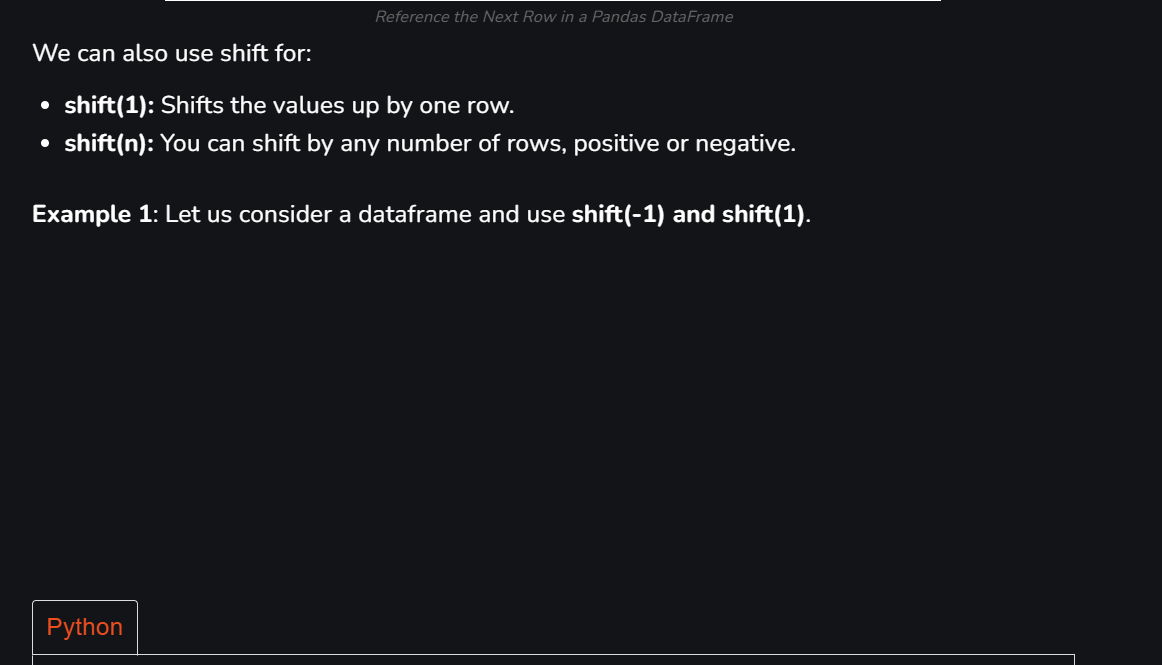 Reference the Next Row in a Pandas DataFrame
We can also use shift for:
• shift(1): Shifts the values up by one row.
• shift(n): You can shift by any number of rows, positive or negative.
Example 1: Let us consider a dataframe and use shift(-1) and shift(1).
Python